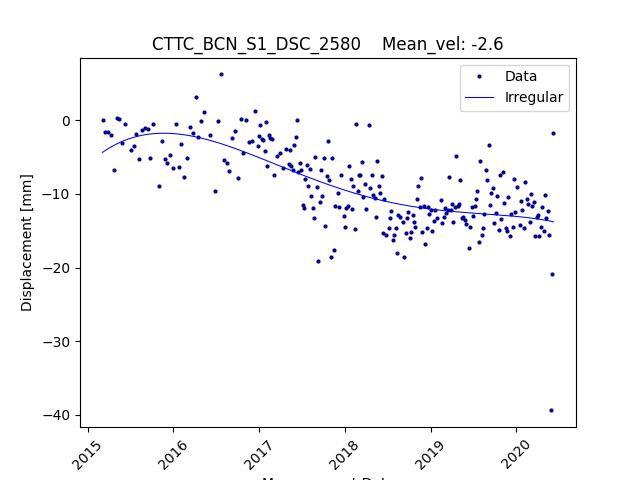 CTTC_BCN_S1_DSC_2580    Mean_vel: -2.6
Data
Irregular
Displacement [mm]
0
−10
−20
−30
−40
2015
2016
2017
2018
2019
2020